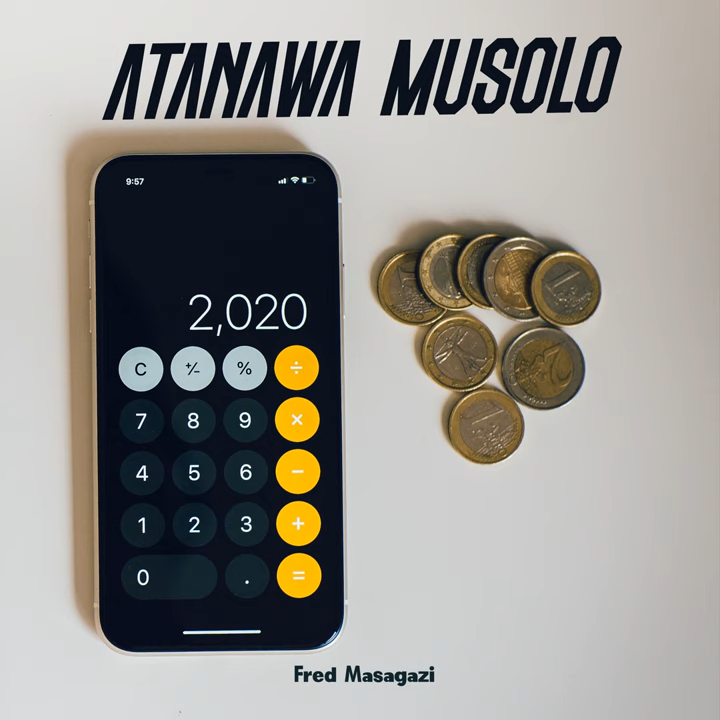 ATANAWA MUSOLO
9:57
2,020
C +/- % ÷
7 8 9 ×
4 5 6 −
1 2 3 +
0 . =
Fred Masagazi